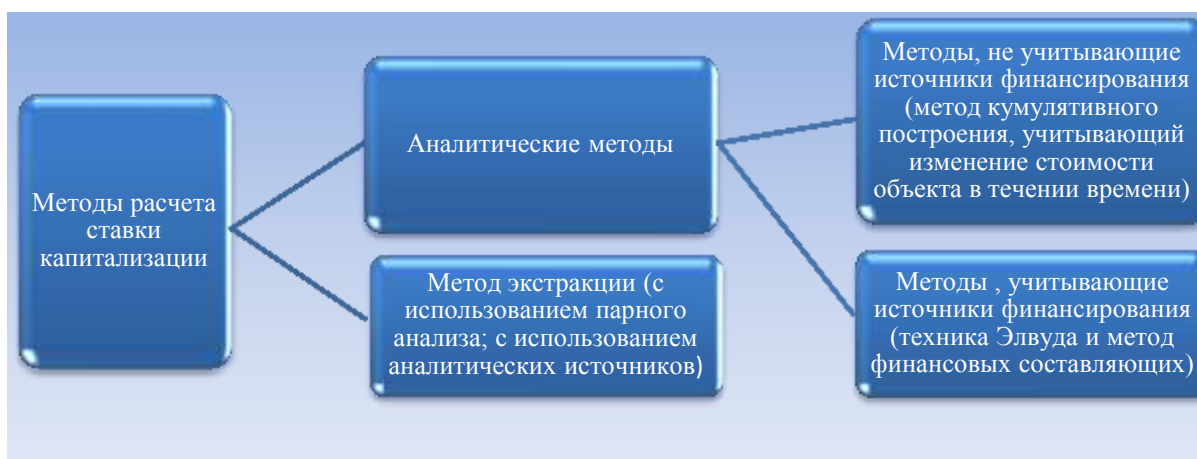 Методы расчета
ставки
капитализации
Аналитические методы
Метод экстракции (с
использованием парного
анализа; с использованием
аналитических источников)
Методы, не учитывающие
источники финансирования
(метод кумулятивного
построения, учитывающий
изменение стоимости
объекта в течении времени)
Методы , учитывающие
источники финансирования
(техника Элвуда и метод
финансовых составляющих)